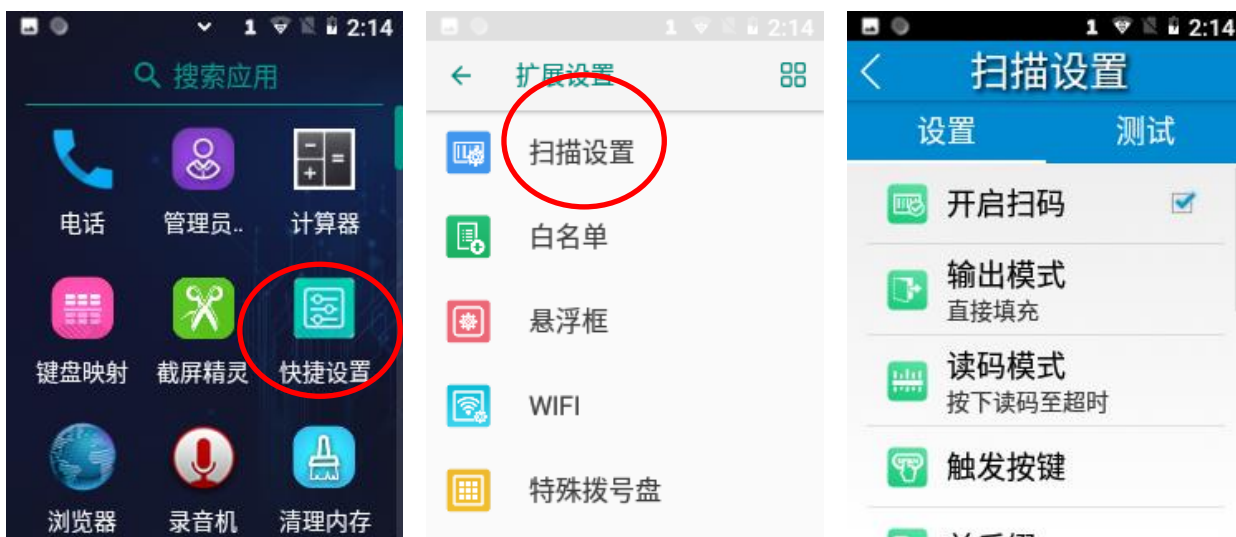 1 2:14
搜索应用
电话 管理员.. 计算器
键盘映射 截屏精灵 快捷设置
浏览器 录音机 清理内存
1 2:14
扩展设置
扫描设置
白名单
悬浮框
WIFI
特殊拨号盘
1 2:14
扫描设置
设置 测试
开启扫码
输出模式
直接填充
读码模式
按下读码至超时
触发按键